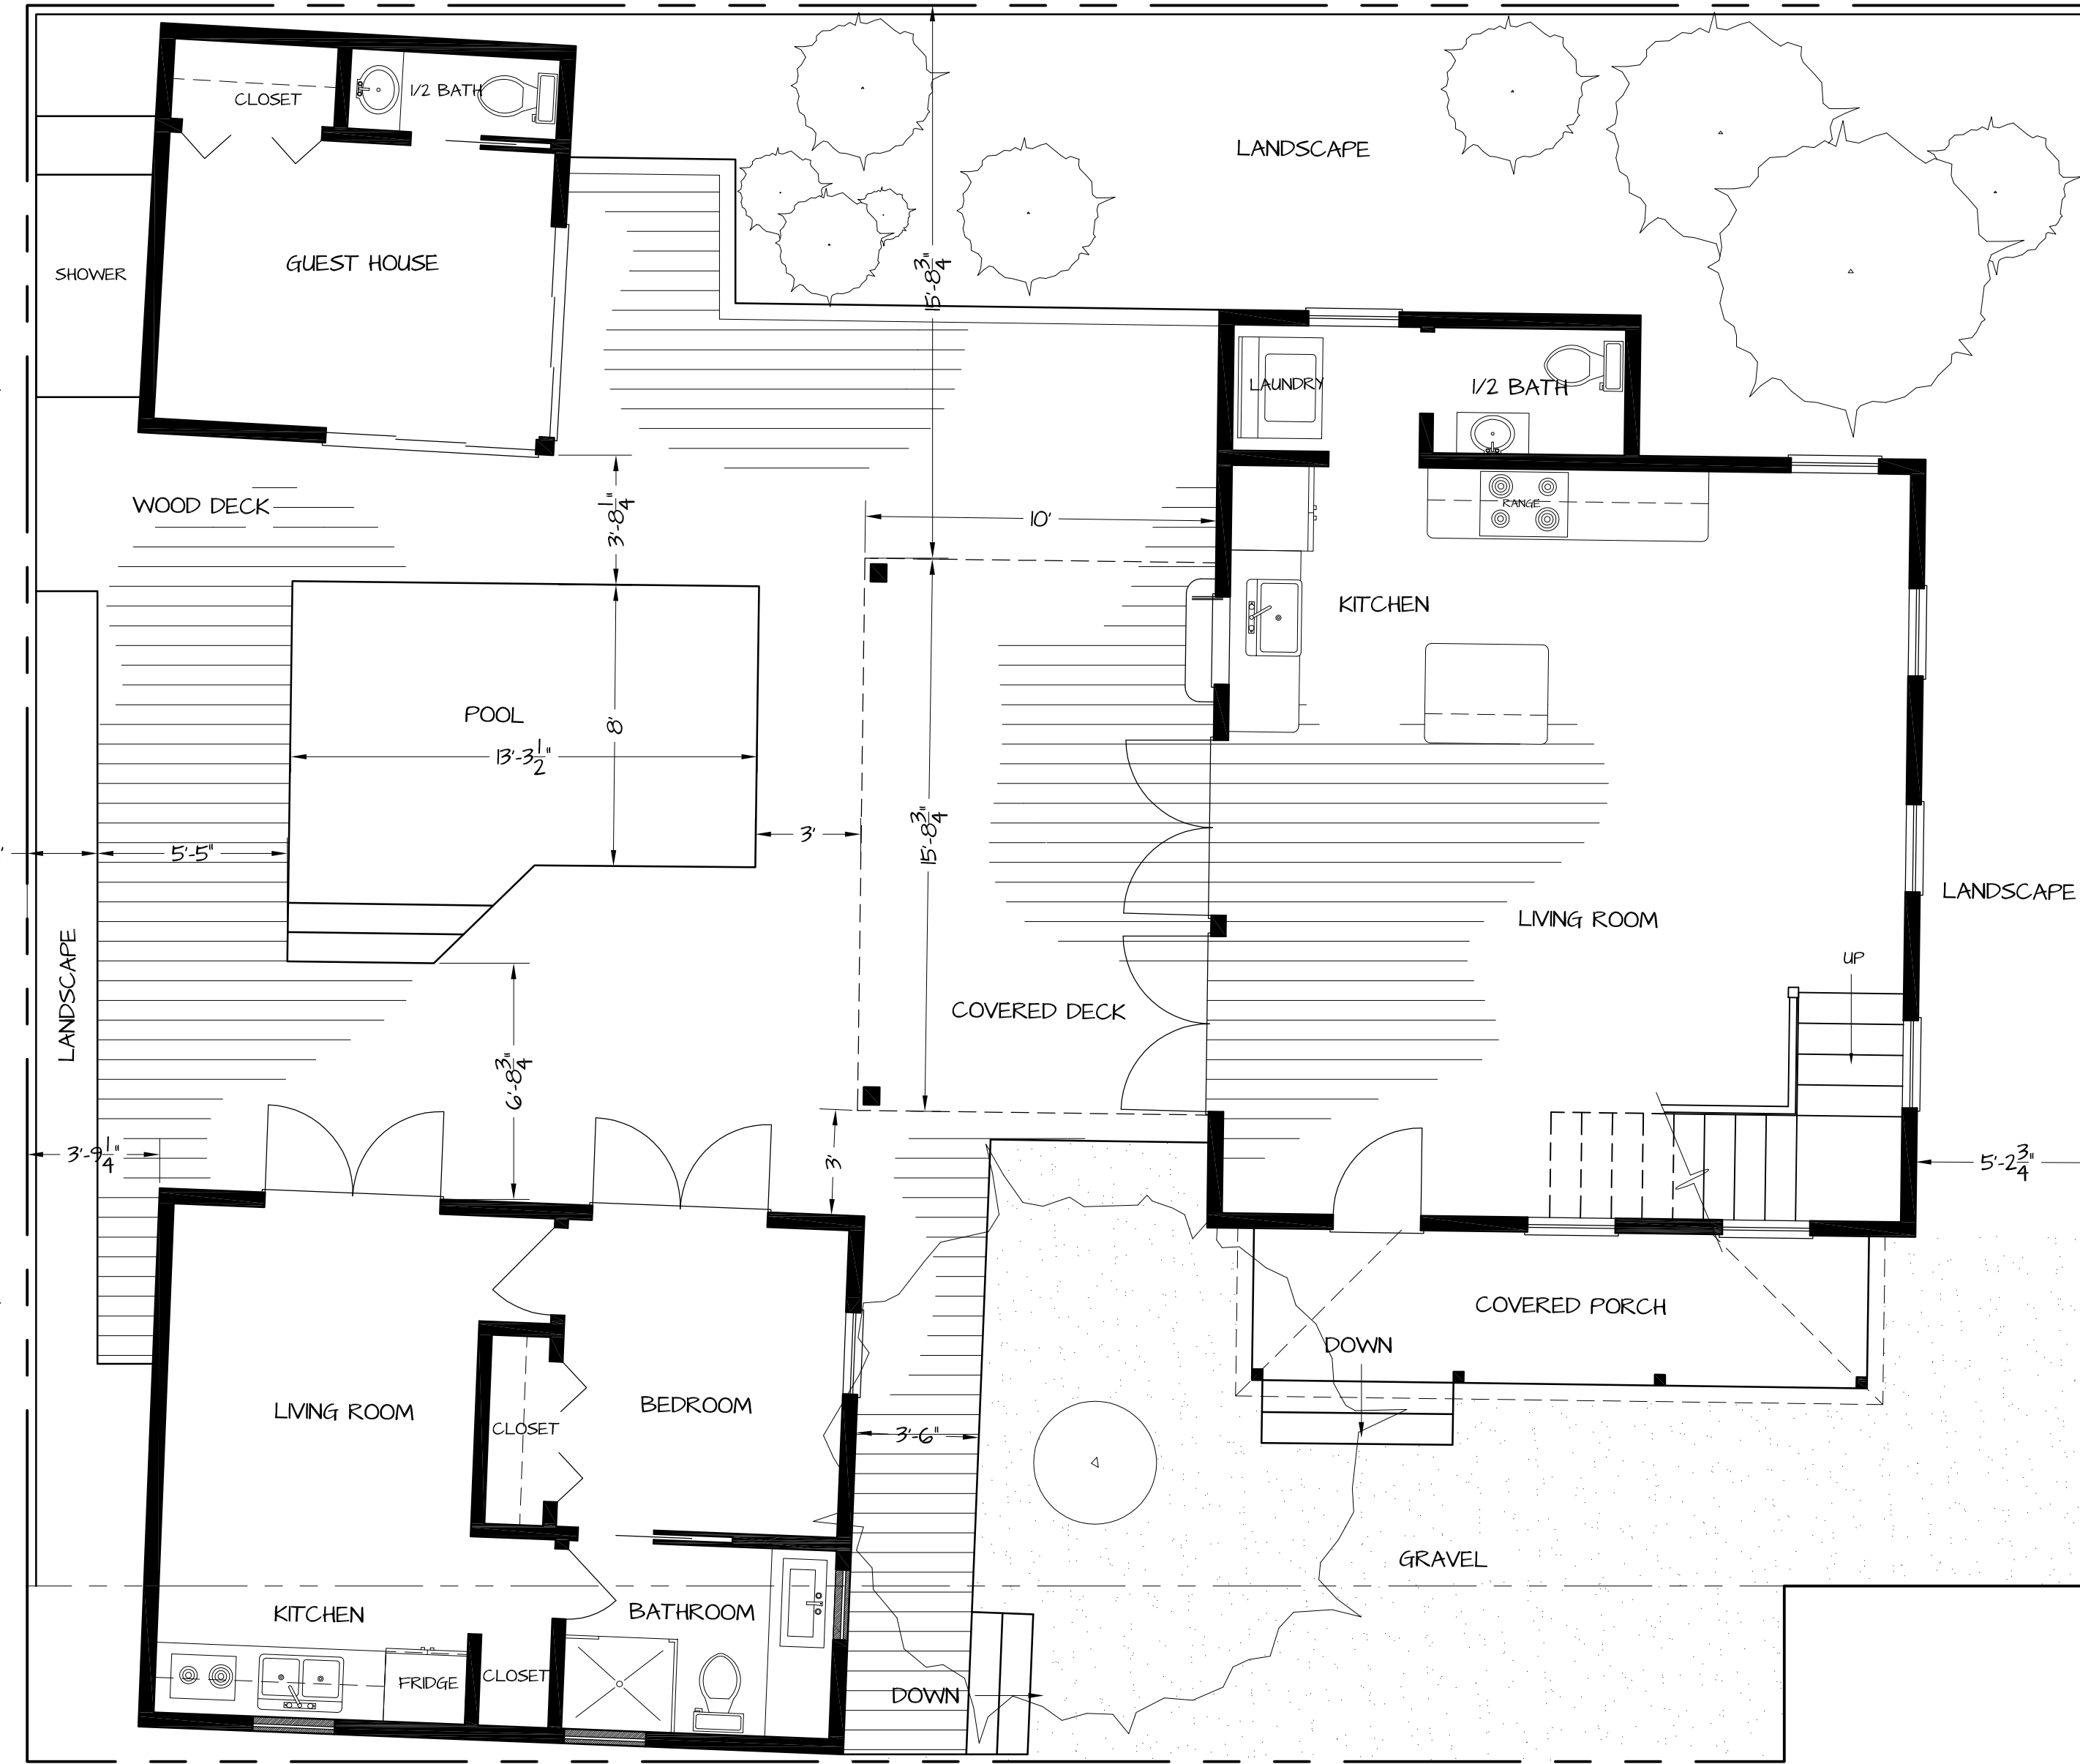 CLOSET
1/2 BATH
LANDSCAPE
GUEST HOUSE
SHOWER
15'-8 3/4"
LAUNDRY
1/2 BATH
WOOD DECK
3'-8 1/4"
10'
RANGE
KITCHEN
POOL
8'
13'-3 1/2"
3'
15'-8 3/4"
5'-5"
LANDSCAPE
LIVING ROOM
LANDSCAPE
UP
COVERED DECK
6'-8 3/4"
3'-9 1/4"
3'
5'-2 3/4"
COVERED PORCH
DOWN
LIVING ROOM
CLOSET
BEDROOM
3'-6"
GRAVEL
KITCHEN
BATHROOM
FRIDGE
CLOSET
DOWN